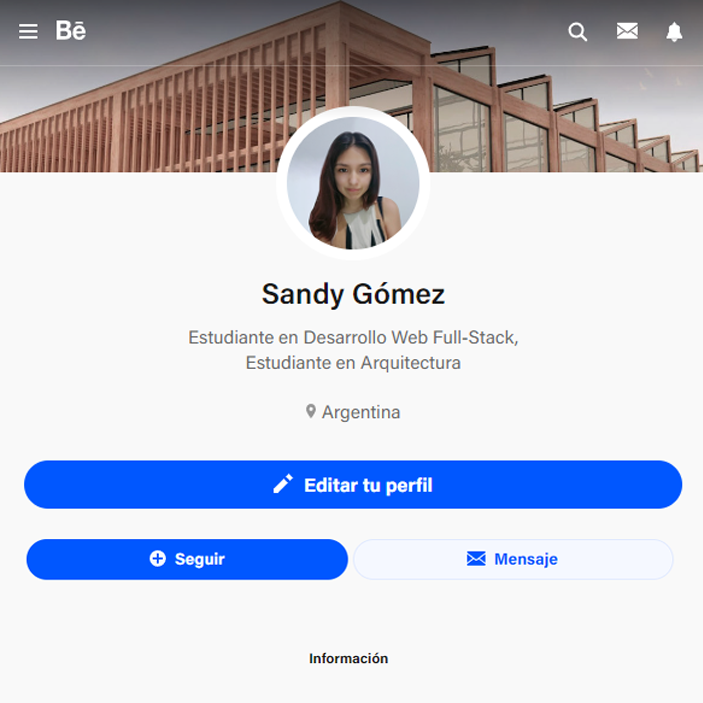 Bē
Sandy Gómez
Estudiante en Desarrollo Web Full-Stack,
Estudiante en Arquitectura
Argentina
Editar tu perfil
Seguir
Mensaje
Información